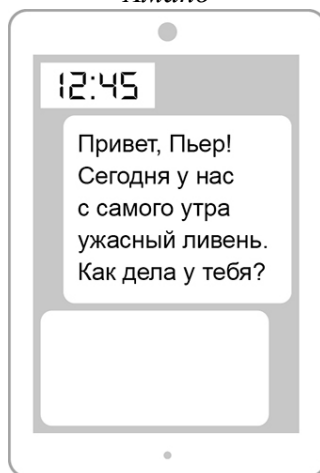 12:45
Привет, Пьер!
Сегодня у нас
с самого утра
ужасный ливень.
Как дела у тебя?